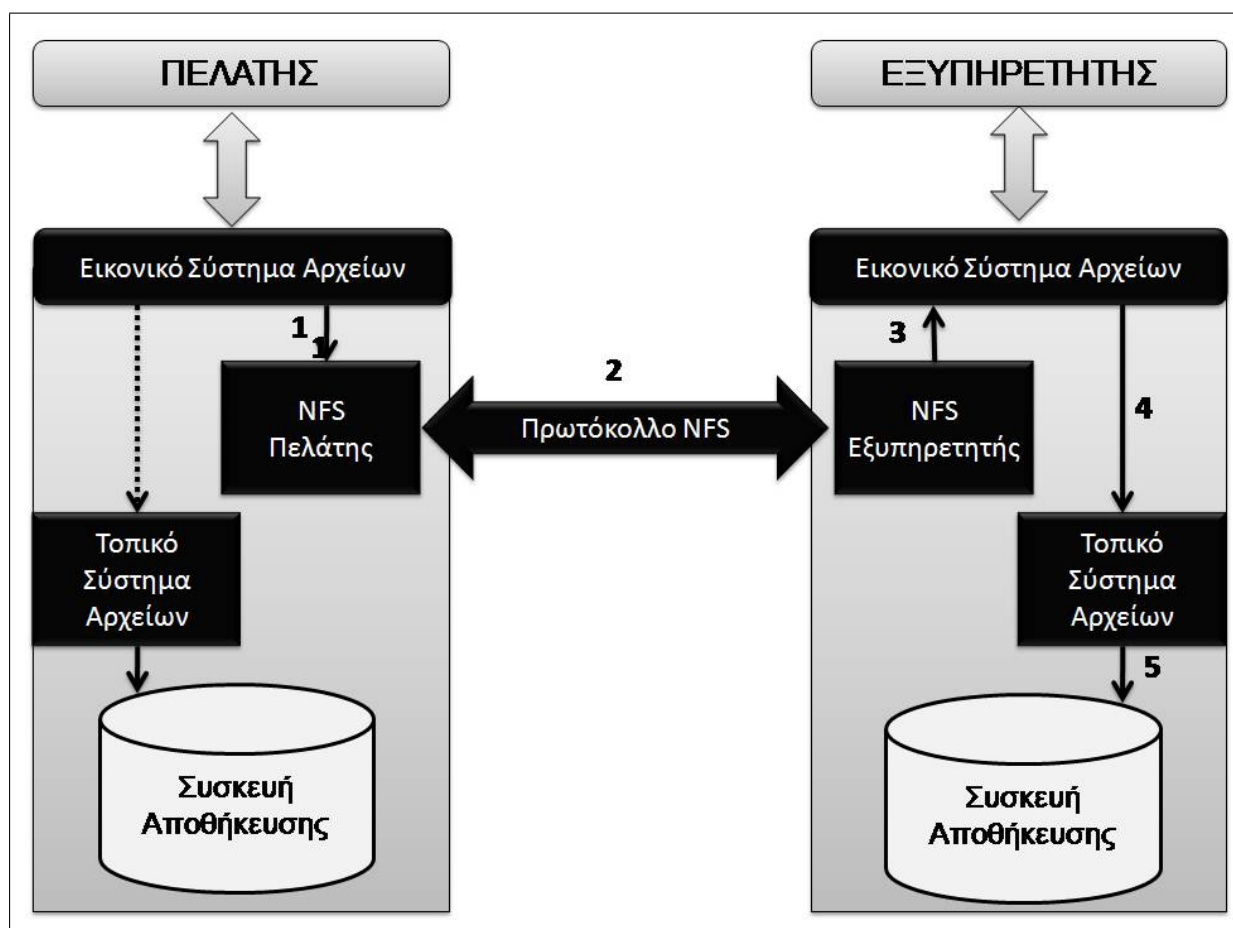 ΠΕΛΑΤΗΣ
ΕΞΥΠΗΡΕΤΗΤΗΣ
Εικονικό Σύστημα Αρχείων
Εικονικό Σύστημα Αρχείων
1
1
2
3
4
NFS
Πελάτης
Πρωτόκολλο NFS
NFS
Εξυπηρετητής
Τοπικό
Σύστημα
Αρχείων
Τοπικό
Σύστημα
Αρχείων
5
Συσκευή
Αποθήκευσης
Συσκευή
Αποθήκευσης